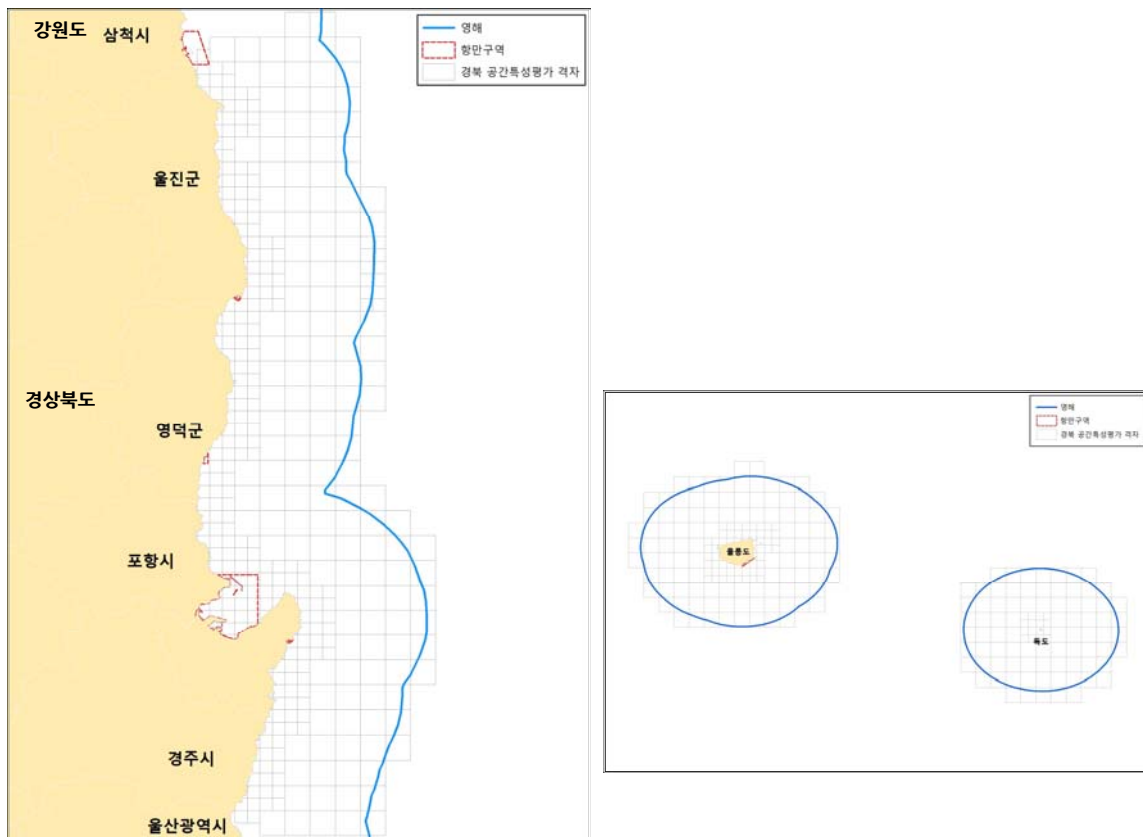 강원도
삼척시
영해
항만구역
경북 공간특성평가 격자
울진군
경상북도
영덕군
포항시
경주시
울산광역시
영해
항만구역
경북 공간특성평가 격자
울릉도
독도